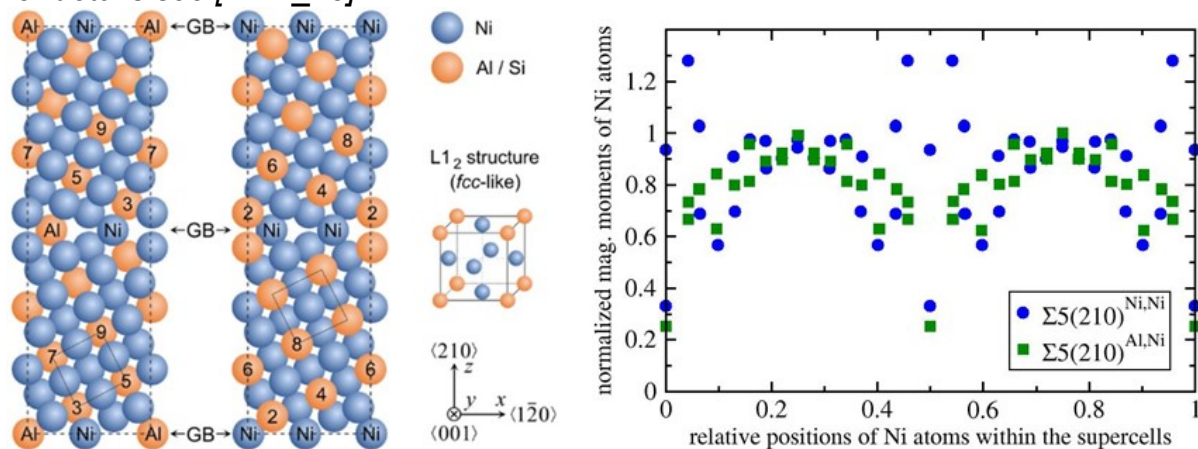 Al Ni Al ←GB→ Ni Ni Ni
Ni
Al / Si
9
7 7
5
3
Al Ni ←GB→ Ni Ni
9
7
5
3
Al Ni Al ←GB→ Ni Ni Ni
8
6
4
2 2
8
6 6
4
2
L1₂ structure
(fcc-like)
⟨210⟩
z
y x ⟨1-20⟩
⟨001⟩
normalized mag. moments of Ni atoms
1.2
1
0.8
0.6
0.4
0.2
0
0 0.2 0.4 0.6 0.8 1
relative positions of Ni atoms within the supercells
Σ5(210)^Ni,Ni
Σ5(210)^Al,Ni